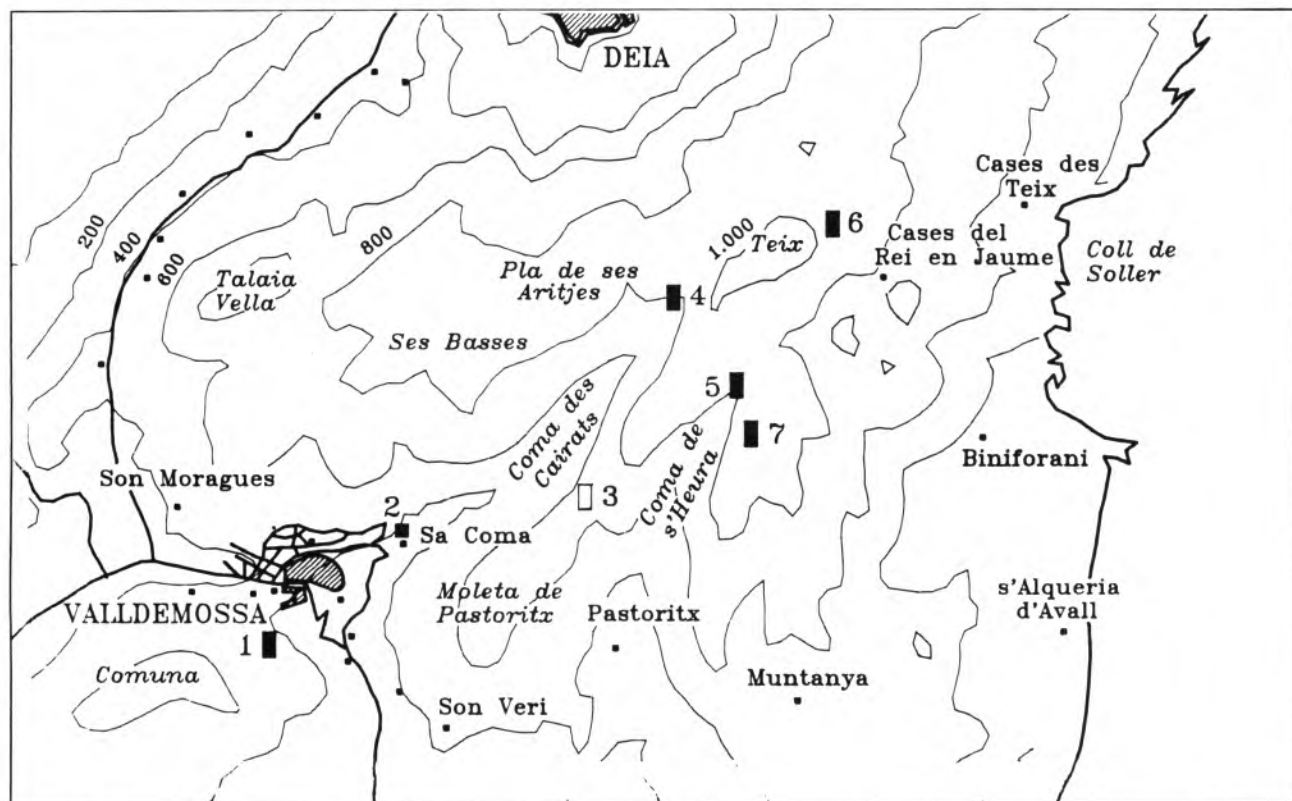 DEIA
Cases des
Teix
200
400
600
800
1.000
Teix
6
Cases del
Rei en Jaume
Coll de
Soller
Talaia
Vella
Pla de ses
Aritjes
4
Ses Basses
5
Coma des
Cairats
Coma de
s'Heura
7
Biniforani
Son Moragues
2
3
Sa Coma
VALLDEMOSSA
Moleta de
Pastoritx
Pastoritx
s'Alqueria
d'Avall
1
Comuna
Muntanya
Son Veri